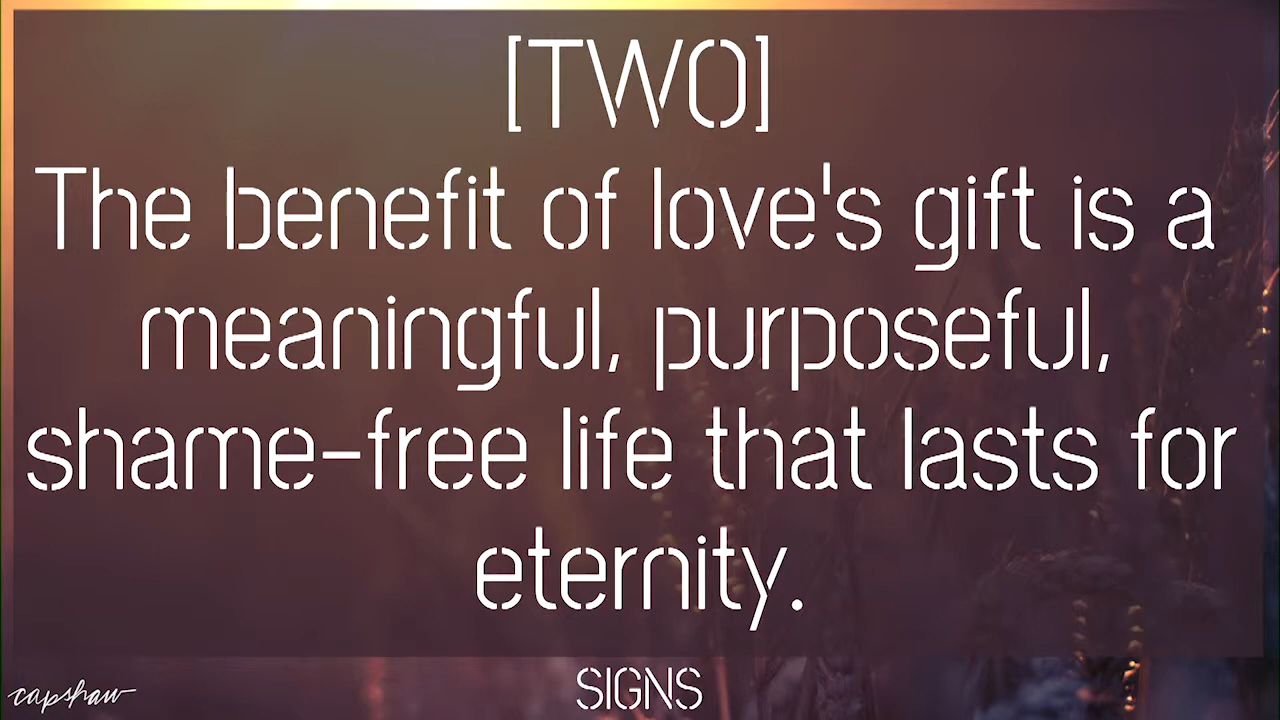 [TWO]
The benefit of love's gift is a
meaningful, purposeful,
shame-free life that lasts for
eternity.
capshaw
SIGNS